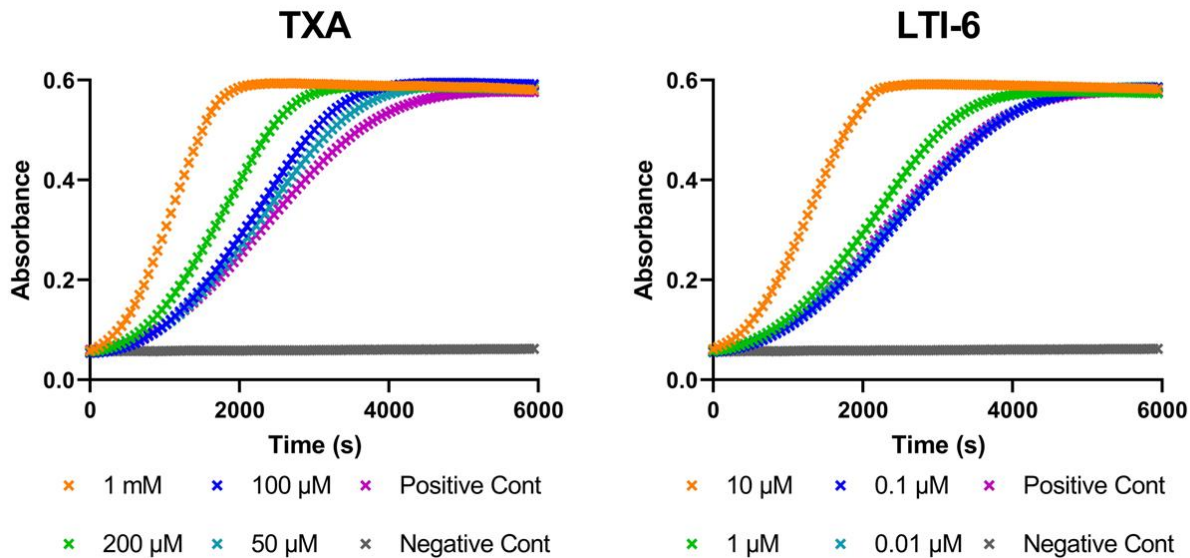 TXA
LTI-6
0.6
0.4
0.2
0.0
Absorbance
0
2000
4000
6000
Time (s)
0.6
0.4
0.2
0.0
Absorbance
0
2000
4000
6000
Time (s)
1 mM
100 µM
Positive Cont
200 µM
50 µM
Negative Cont
10 µM
0.1 µM
Positive Cont
1 µM
0.01 µM
Negative Cont